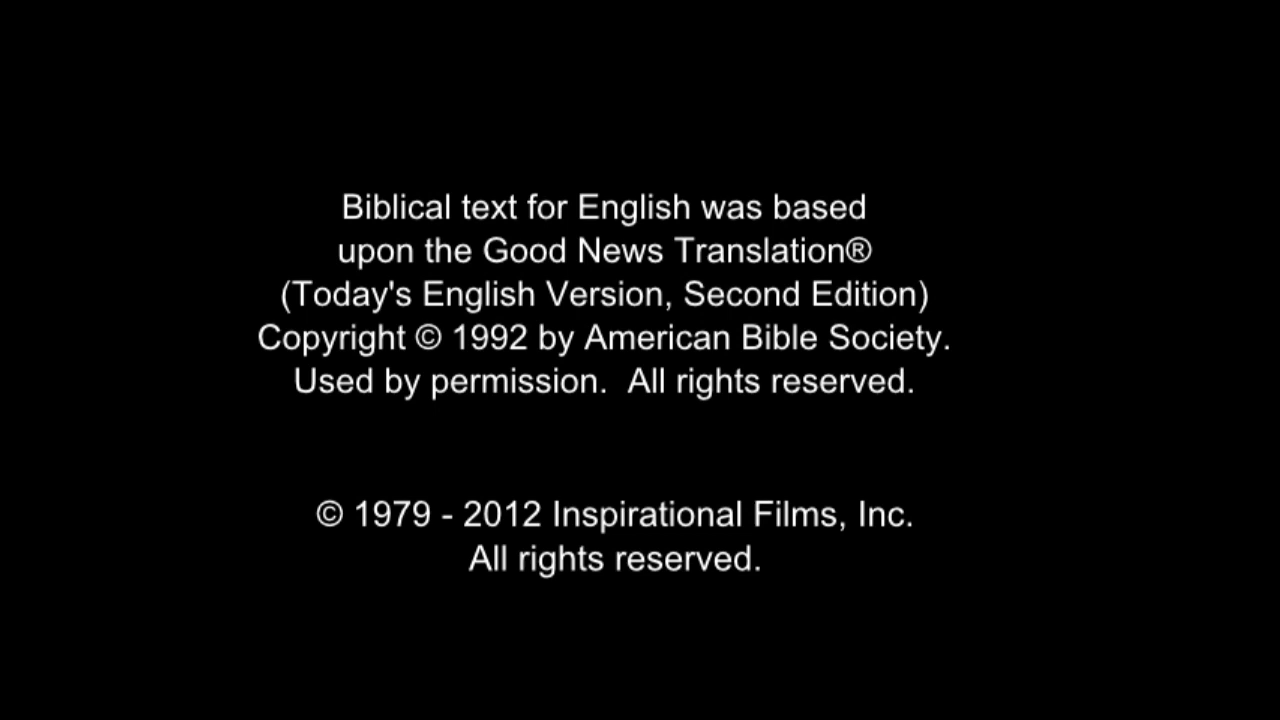 Biblical text for English was based
upon the Good News Translation®
(Today's English Version, Second Edition)
Copyright © 1992 by American Bible Society.
Used by permission.  All rights reserved.
© 1979 - 2012 Inspirational Films, Inc.
All rights reserved.